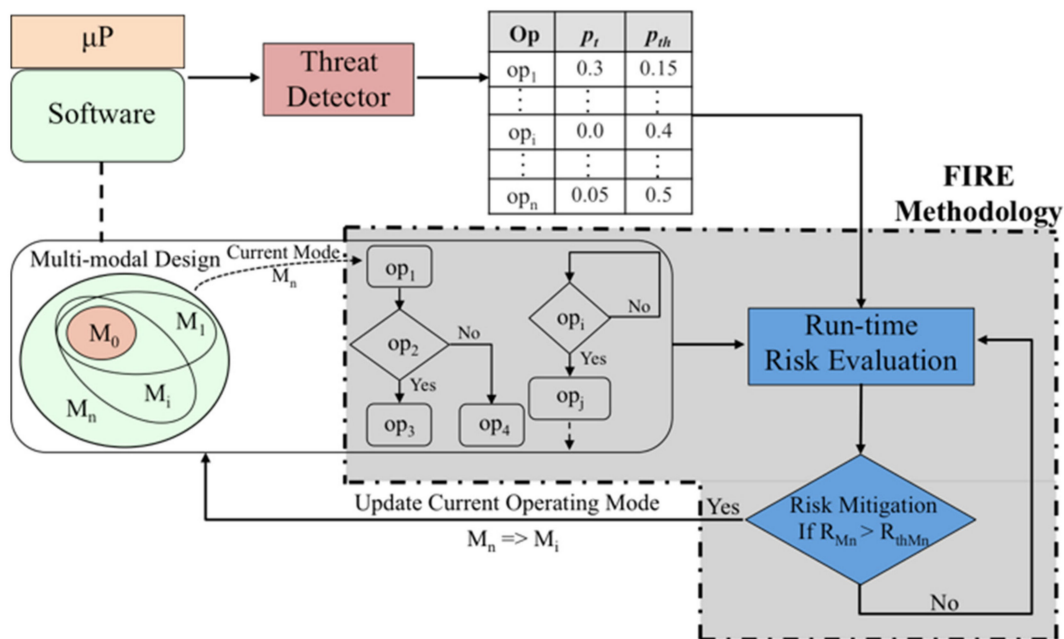 μP
Software
Threat
Detector
Op p_t p_th
op_1 0.3 0.15
⋮ ⋮ ⋮
op_i 0.0 0.4
⋮ ⋮ ⋮
op_n 0.05 0.5
FIRE
Methodology
Multi-modal Design
Current Mode
M_n
M_0
M_1
M_i
M_n
op_1
op_2
No
Yes
op_3
op_4
op_i
No
Yes
op_j
Run-time
Risk Evaluation
Risk Mitigation
If R_Mn > R_thMn
Yes
No
Update Current Operating Mode
M_n => M_i